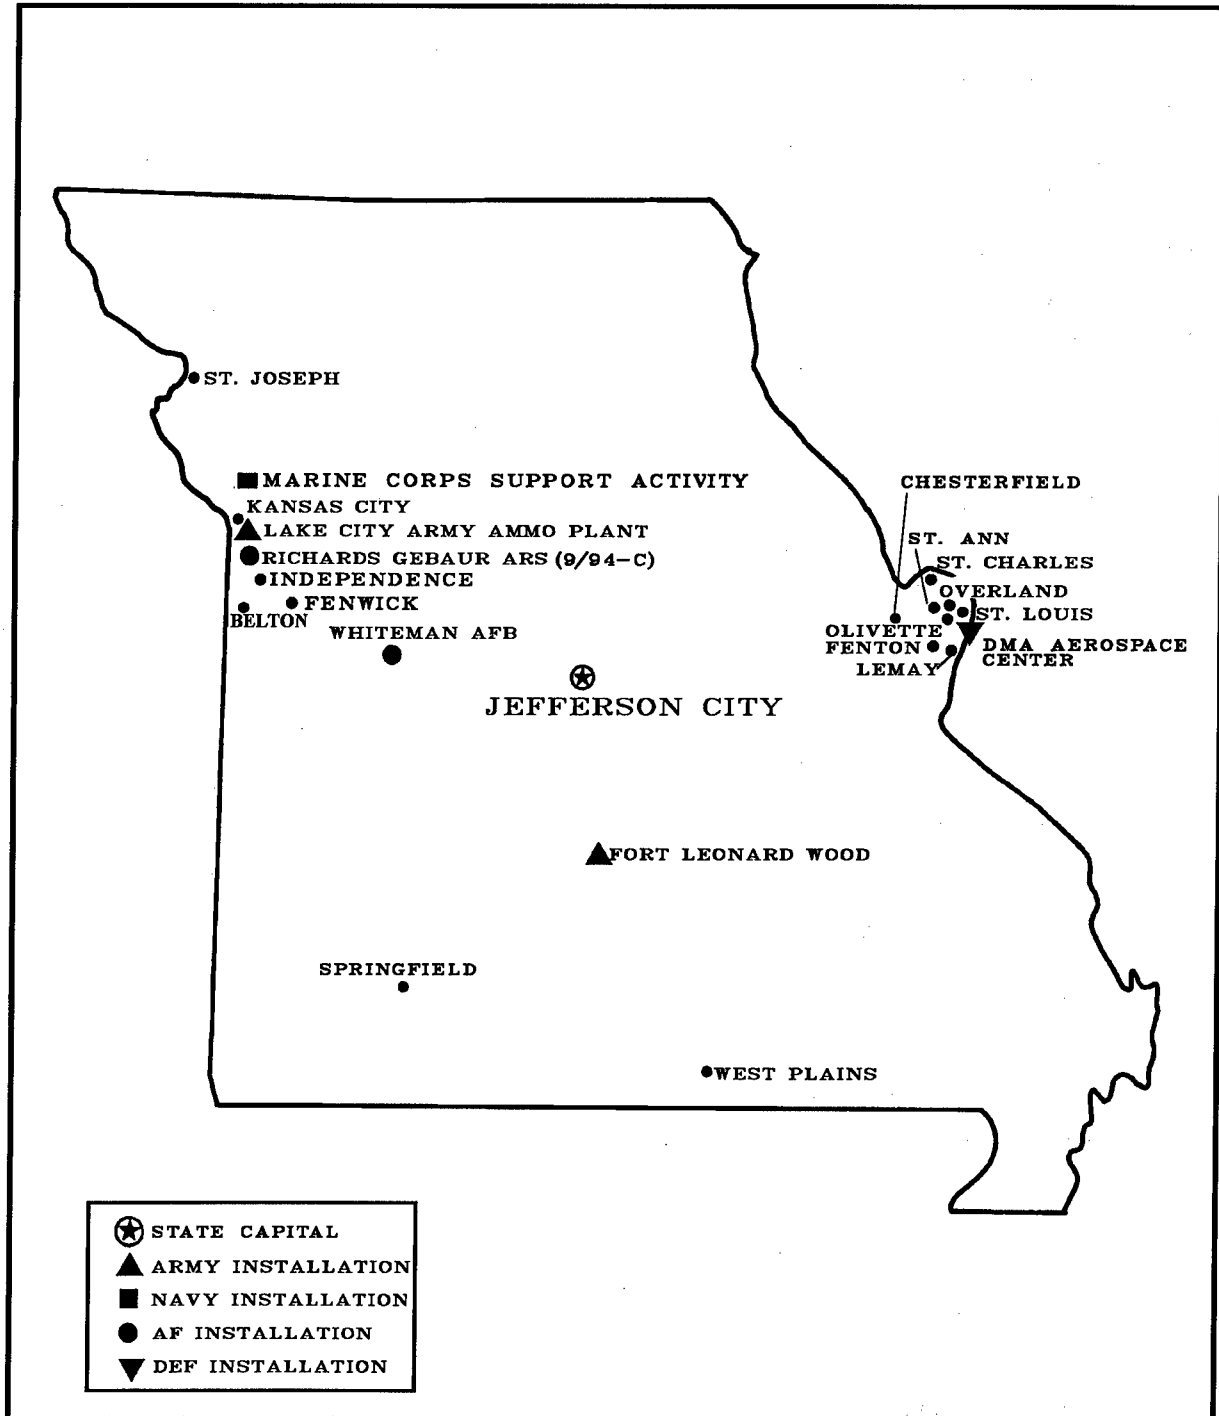 ST. JOSEPH
MARINE CORPS SUPPORT ACTIVITY
CHESTERFIELD
KANSAS CITY
LAKE CITY ARMY AMMO PLANT
ST. ANN
RICHARDS GEBAUR ARS (9/94-C)
ST. CHARLES
INDEPENDENCE
OVERLAND
FENWICK
BELTON
ST. LOUIS
WHITEMAN AFB
OLIVETTE
FENTON
DMA AEROSPACE
CENTER
LEMAY
JEFFERSON CITY
FORT LEONARD WOOD
SPRINGFIELD
WEST PLAINS
STATE CAPITAL
ARMY INSTALLATION
NAVY INSTALLATION
AF INSTALLATION
DEF INSTALLATION